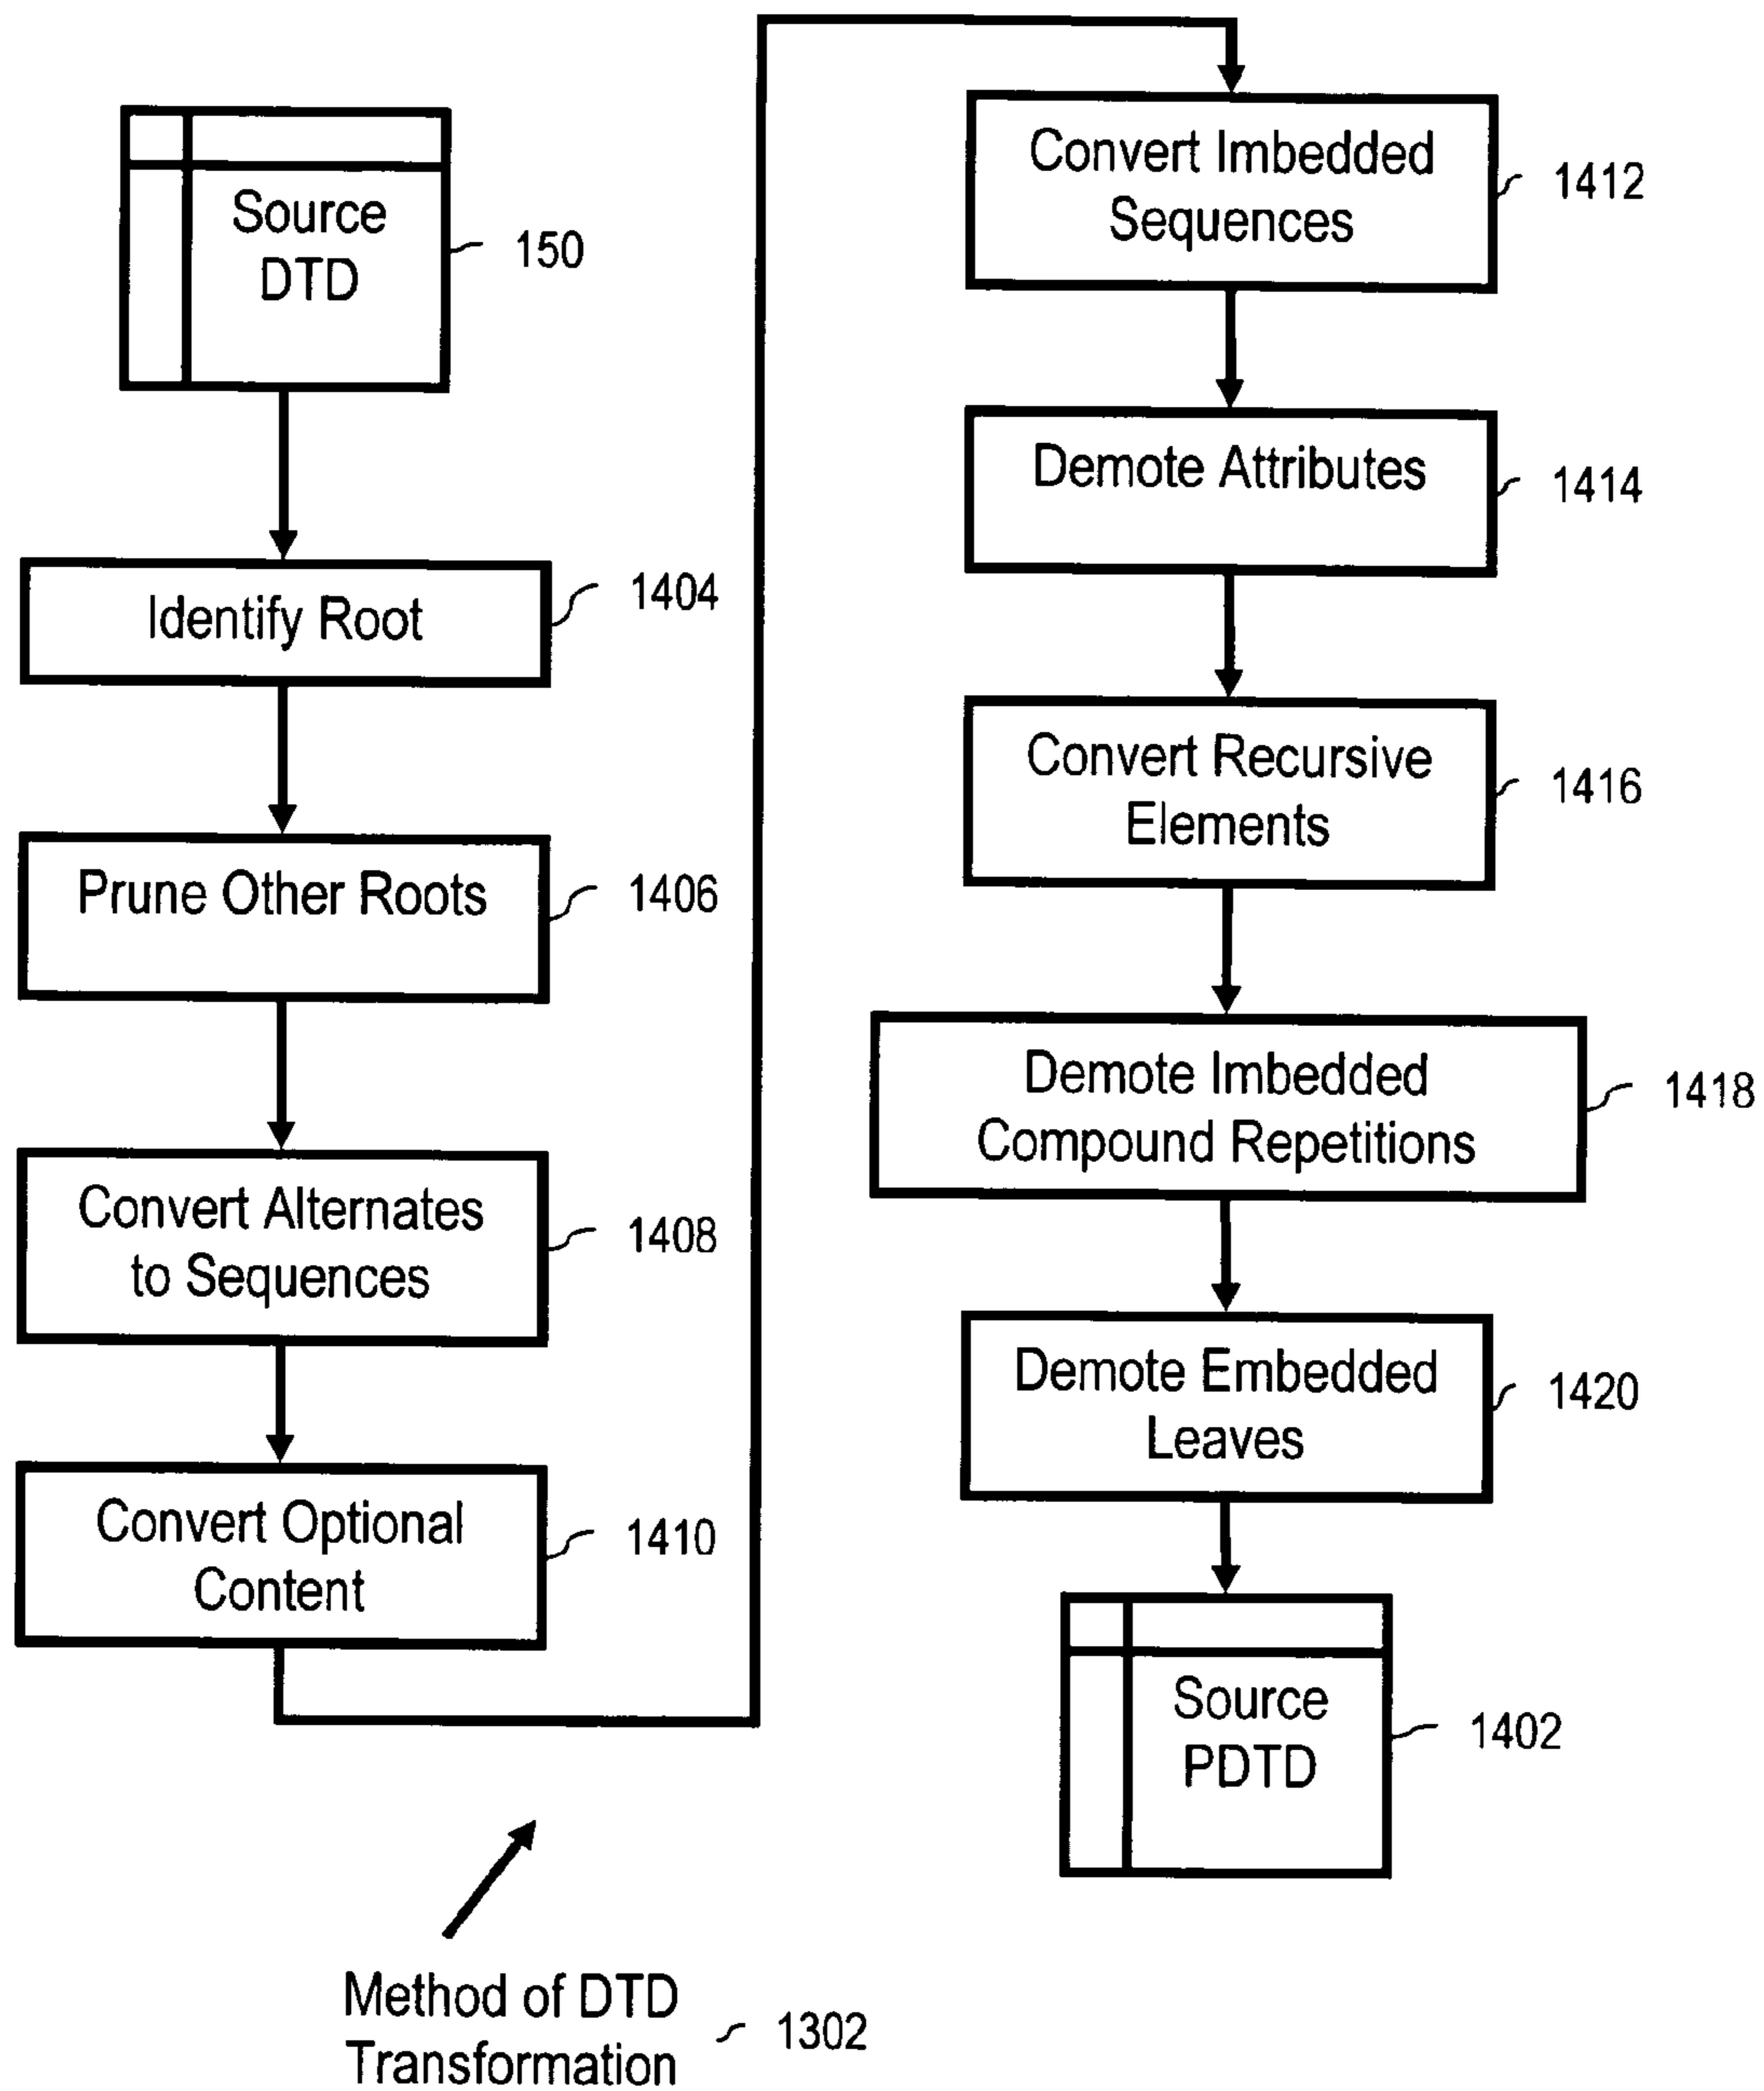 Source
DTD
150
Identify Root
1404
Prune Other Roots
1406
Convert Alternates
to Sequences
1408
Convert Optional
Content
1410
Convert Imbedded
Sequences
1412
Demote Attributes
1414
Convert Recursive
Elements
1416
Demote Imbedded
Compound Repetitions
1418
Demote Embedded
Leaves
1420
Source
PDTD
1402
Method of DTD
Transformation
1302